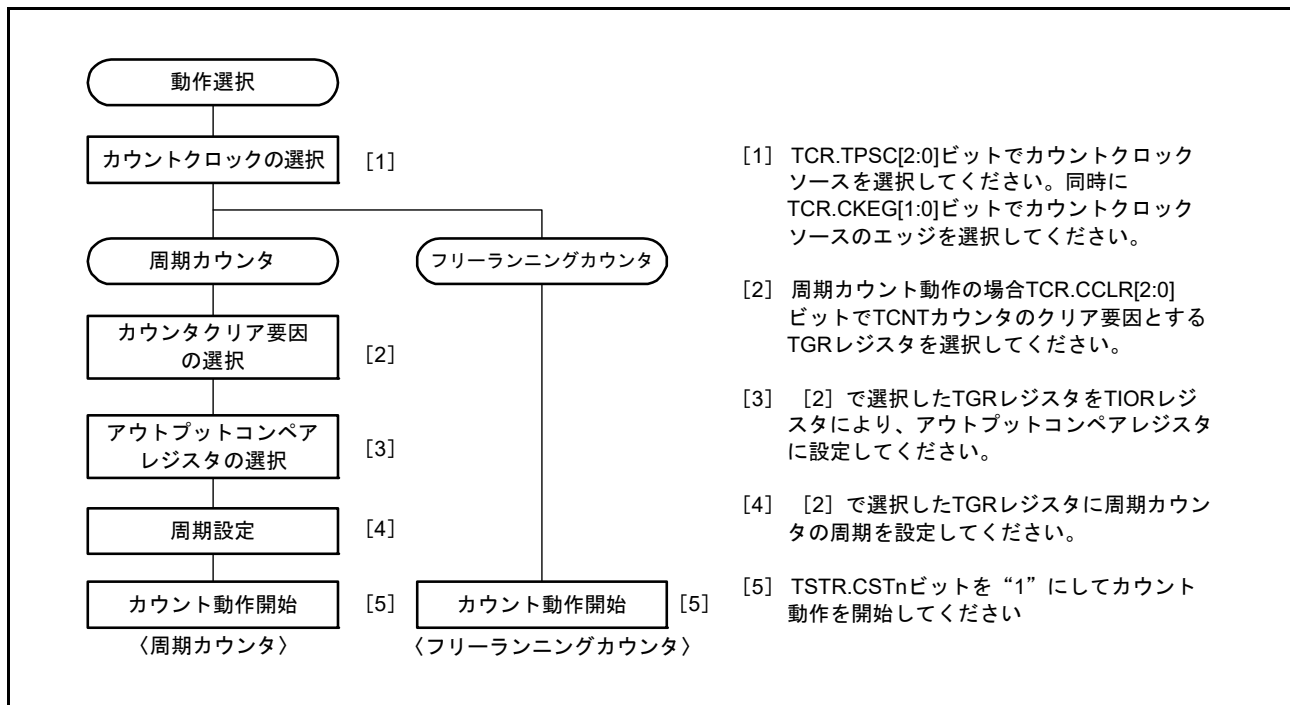 動作選択
カウントクロックの選択 [1]
周期カウンタ
フリーランニングカウンタ
カウンタクリア要因
の選択 [2]
アウトプットコンペア
レジスタの選択 [3]
周期設定 [4]
カウント動作開始 [5]
カウント動作開始 [5]
〈周期カウンタ〉
〈フリーランニングカウンタ〉
[1] TCR.TPSC[2:0]ビットでカウントクロック
ソースを選択してください。同時に
TCR.CKEG[1:0]ビットでカウントクロック
ソースのエッジを選択してください。
[2] 周期カウント動作の場合TCR.CCLR[2:0]
ビットでTCNTカウンタのクリア要因とする
TGRレジスタを選択してください。
[3] [2]で選択したTGRレジスタをTIORレジ
スタにより、アウトプットコンペアレジスタ
に設定してください。
[4] [2]で選択したTGRレジスタに周期カウン
タの周期を設定してください。
[5] TSTR.CSTnビットを“1”にしてカウント
動作を開始してください